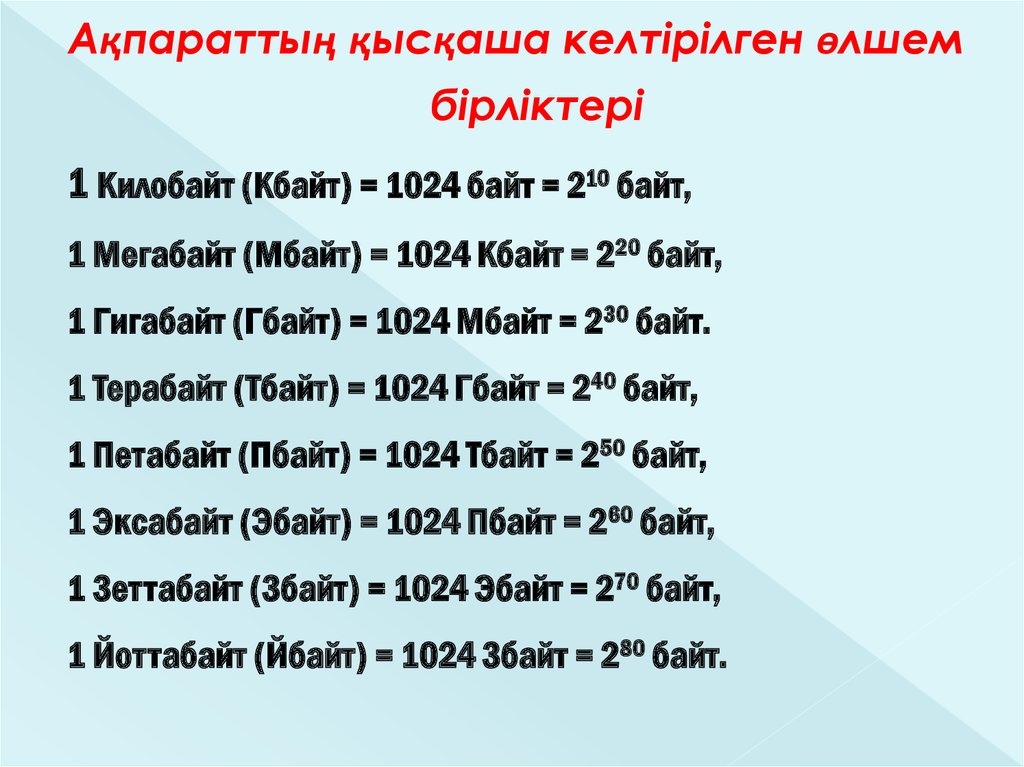 Ақпараттың қысқаша келтірілген өлшем
бірліктері
1 Килобайт (Кбайт) = 1024 байт = 2¹⁰ байт,
1 Мегабайт (Мбайт) = 1024 Кбайт = 2²⁰ байт,
1 Гигабайт (Гбайт) = 1024 Мбайт = 2³⁰ байт.
1 Терабайт (Тбайт) = 1024 Гбайт = 2⁴⁰ байт,
1 Петабайт (Пбайт) = 1024 Тбайт = 2⁵⁰ байт,
1 Эксабайт (Эбайт) = 1024 Пбайт = 2⁶⁰ байт,
1 Зеттабайт (Збайт) = 1024 Эбайт = 2⁷⁰ байт,
1 Йоттабайт (Йбайт) = 1024 Збайт = 2⁸⁰ байт.